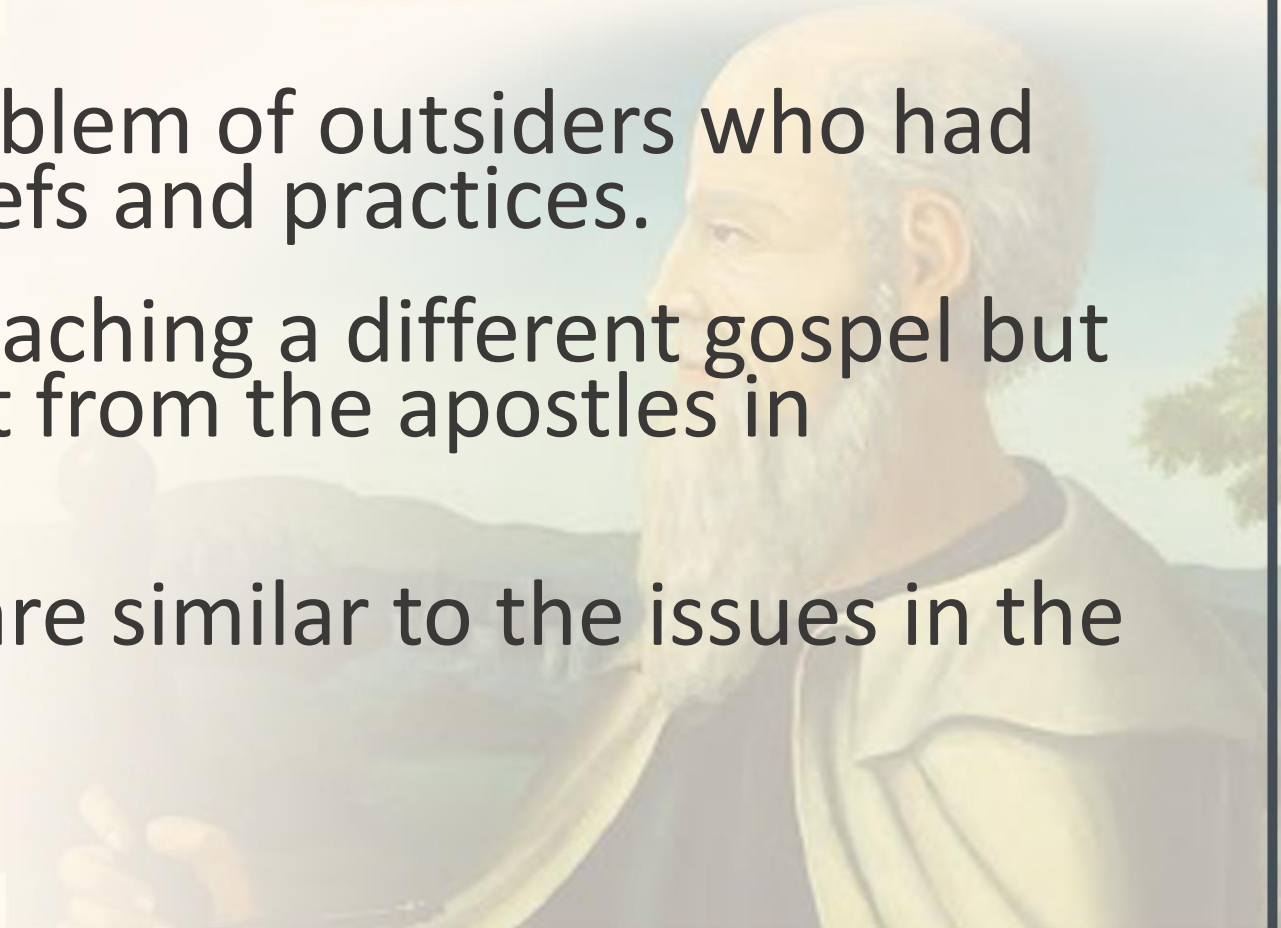 blem of outsiders who had
efs and practices.
aching a different gospel but
t from the apostles in
are similar to the issues in the